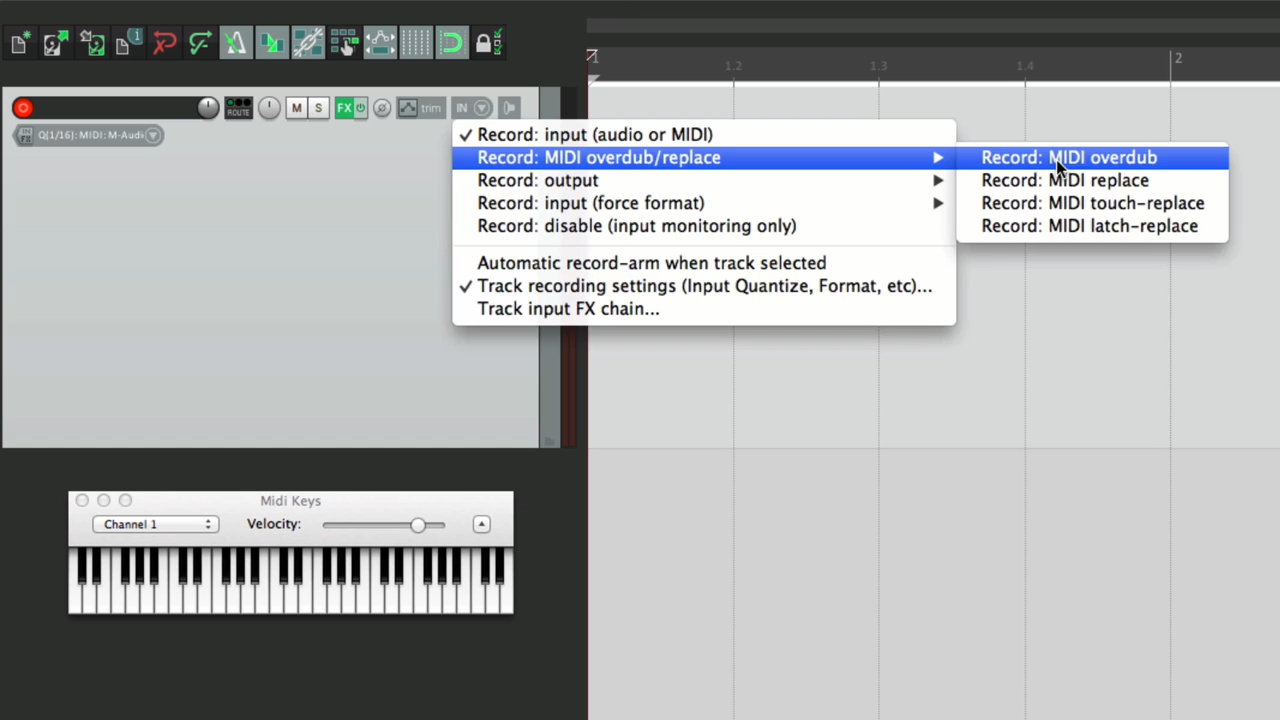 1
1.2
1.3
1.4
2
ROUTE
M
S
FX
trim
IN
IN FX
Q(1/16): MIDI: M-Audi
✓ Record: input (audio or MIDI)
Record: MIDI overdub/replace
Record: output
Record: input (force format)
Record: disable (input monitoring only)
Automatic record-arm when track selected
✓ Track recording settings (Input Quantize, Format, etc)...
Track input FX chain...
Record: MIDI overdub
Record: MIDI replace
Record: MIDI touch-replace
Record: MIDI latch-replace
Midi Keys
Channel 1
Velocity: